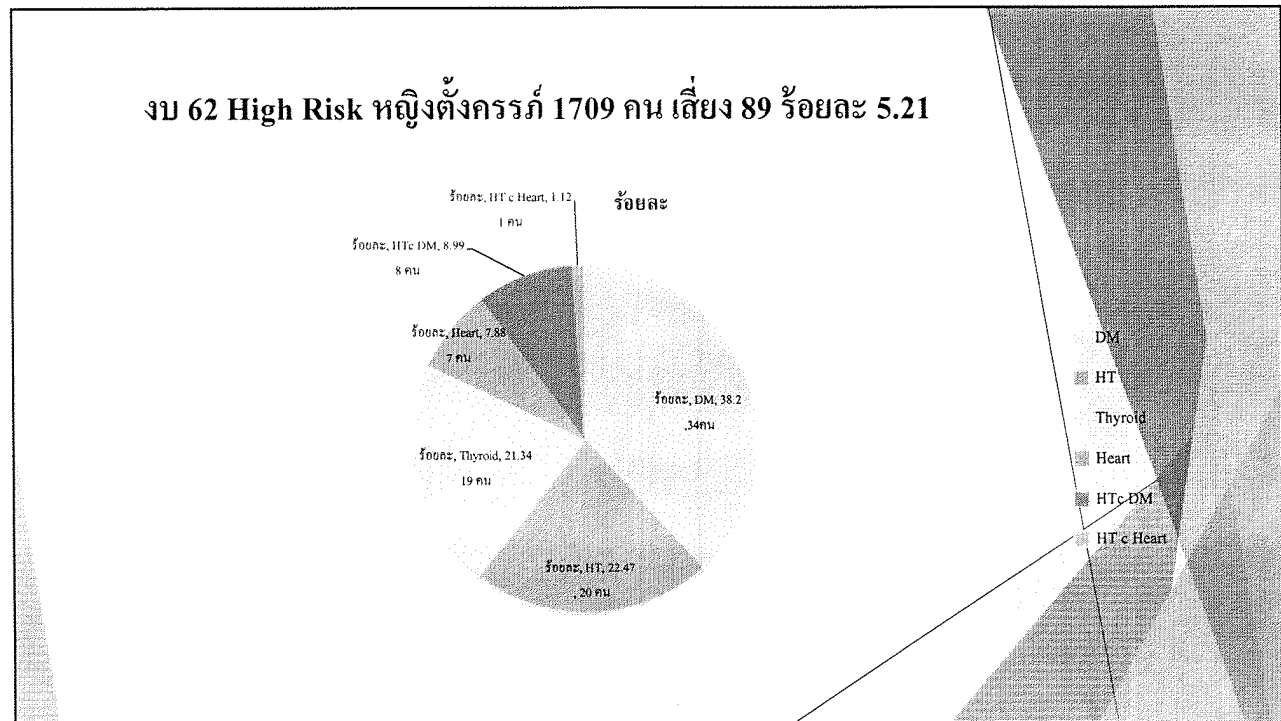 งบ 62 High Risk หญิงตั้งครรภ์ 1709 คน เสี่ยง 89 ร้อยละ 5.21
ร้อยละ
ร้อยละ, HT c Heart, 1.12
1 คน
ร้อยละ, HTc DM, 8.99
8 คน
ร้อยละ, Heart, 7.88
7 คน
ร้อยละ, DM, 38.2
,34คน
ร้อยละ, Thyroid, 21.34
19 คน
ร้อยละ, HT, 22.47
, 20 คน
DM
HT
Thyroid
Heart
HTc DM
HT c Heart